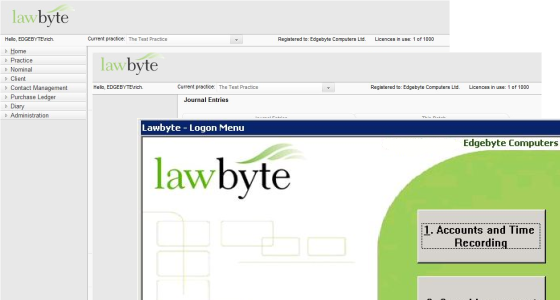 lawbyte
Hello, EDGEBYTE\rich.
Current practice: The Test Practice
Registered to: Edgebyte Computers Ltd.
Licences in use: 1 of 1000
Home
Practice
Nominal
Client
Contact Management
Purchase Ledger
Diary
Administration
lawbyte
Hello, EDGEBYTE\rich.
Current practice: The Test Practice
Registered to: Edgebyte Computers Ltd.
Licences in use: 1 of 1000
Journal Entries
Lawbyte - Logon Menu
Edgebyte Computers
lawbyte
1. Accounts and Time
Recording